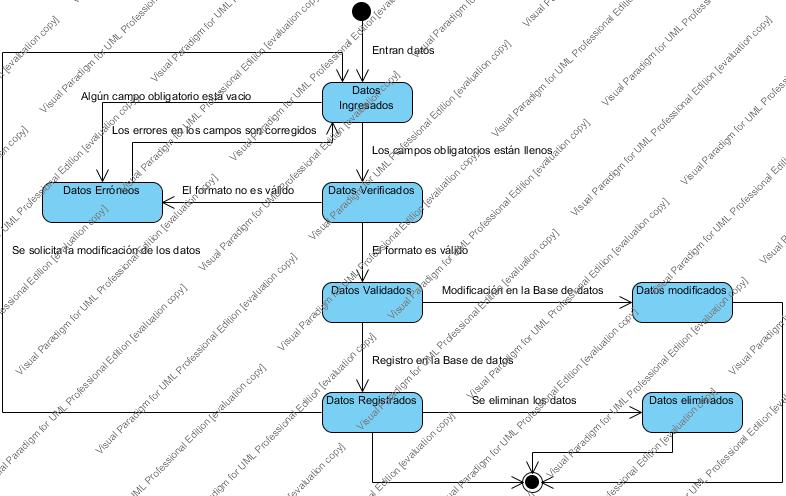 Entran datos
Datos
Ingresados
Algún campo obligatorio está vacio
Los errores en los campos son corregidos
Los campos obligatorios están llenos
Datos Erróneos
El formato no es válido
Datos Verificados
Se solicita la modificación de los datos
El formato es válido
Datos Validados
Modificación en la Base de datos
Datos modificados
Registro en la Base de datos
Datos Registrados
Se eliminan los datos
Datos eliminados
Visual Paradigm for UML Professional Edition [evaluation copy]